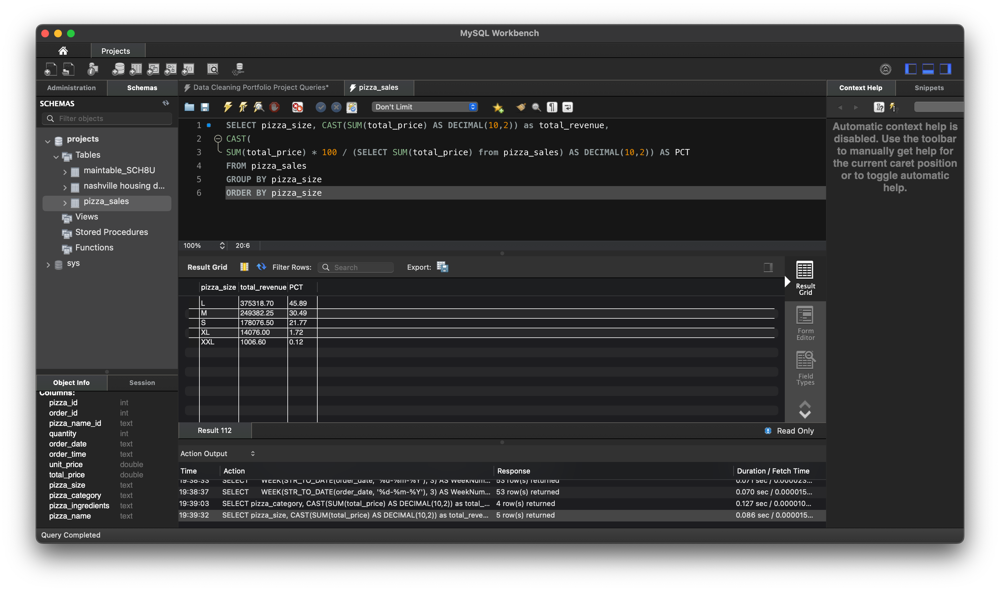 MySQL Workbench
Projects
Administration
Schemas
SCHEMAS
Filter objects
projects
Tables
maintable_SCH8U
nashville housing d...
pizza_sales
Views
Stored Procedures
Functions
sys
Object Info
Session
Columns:
pizza_id int
order_id int
pizza_name_id text
quantity int
order_date text
order_time text
unit_price double
total_price double
pizza_size text
pizza_category text
pizza_ingredients text
pizza_name text
Query Completed
Data Cleaning Portfolio Project Queries*
pizza_sales
Don't Limit
1 SELECT pizza_size, CAST(SUM(total_price) AS DECIMAL(10,2)) as total_revenue,
2 CAST(
3 SUM(total_price) * 100 / (SELECT SUM(total_price) from pizza_sales) AS DECIMAL(10,2)) AS PCT
4 FROM pizza_sales
5 GROUP BY pizza_size
6 ORDER BY pizza_size
100% 20:6
Result Grid Filter Rows: Search Export:
pizza_size total_revenue PCT
L 375318.70 45.89
M 249382.25 30.49
S 178076.50 21.77
XL 14076.00 1.72
XXL 1006.60 0.12
Result
Grid
Form
Editor
Field
Types
Result 112
Read Only
Action Output
Time Action Response Duration / Fetch Time
19:38:33 SELECT WEEK(STR_TO_DATE(order_date, '%d-%m-%Y'), 3) AS WeekNum... 53 row(s) returned 0.071 sec / 0.000023...
19:38:37 SELECT WEEK(STR_TO_DATE(order_date, '%d-%m-%Y'), 3) AS WeekNum... 53 row(s) returned 0.070 sec / 0.000015...
19:39:03 SELECT pizza_category, CAST(SUM(total_price) AS DECIMAL(10,2)) as total_... 4 row(s) returned 0.127 sec / 0.000010...
19:39:32 SELECT pizza_size, CAST(SUM(total_price) AS DECIMAL(10,2)) as total_reve... 5 row(s) returned 0.086 sec / 0.000015...
Context Help
Snippets
Automatic context help is
disabled. Use the toolbar
to manually get help for
the current caret position
or to toggle automatic
help.